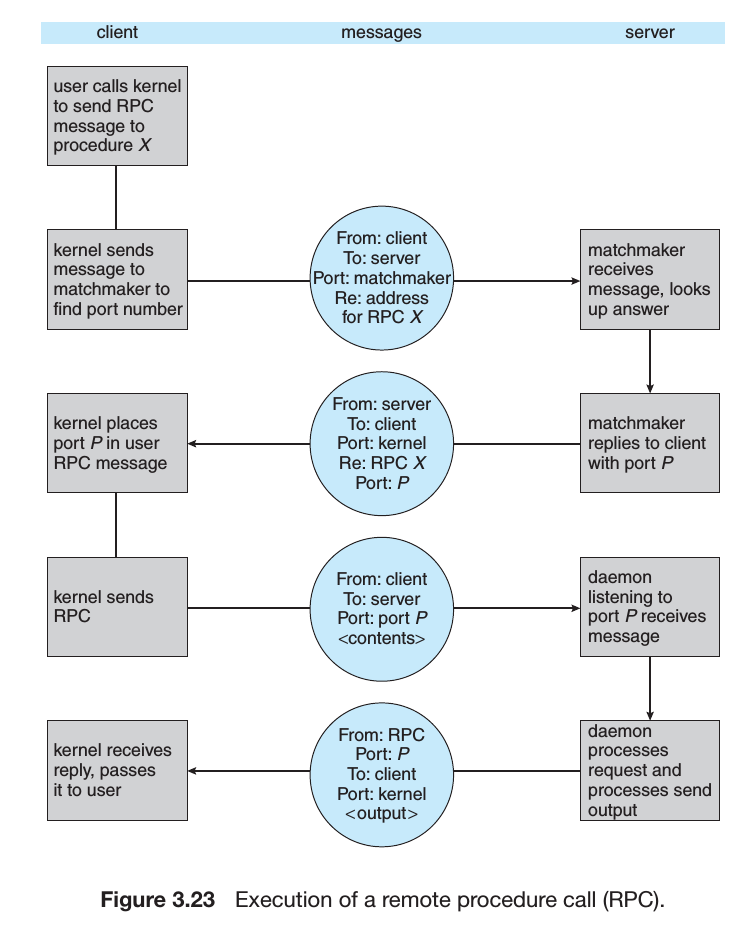 client messages server
user calls kernel
to send RPC
message to
procedure X
kernel sends
message to
matchmaker to
find port number
From: client
To: server
Port: matchmaker
Re: address
for RPC X
matchmaker
receives
message, looks
up answer
kernel places
port P in user
RPC message
From: server
To: client
Port: kernel
Re: RPC X
Port: P
matchmaker
replies to client
with port P
kernel sends
RPC
From: client
To: server
Port: port P
<contents>
daemon
listening to
port P receives
message
kernel receives
reply, passes
it to user
From: RPC
Port: P
To: client
Port: kernel
<output>
daemon
processes
request and
processes send
output
Figure 3.23 Execution of a remote procedure call (RPC).